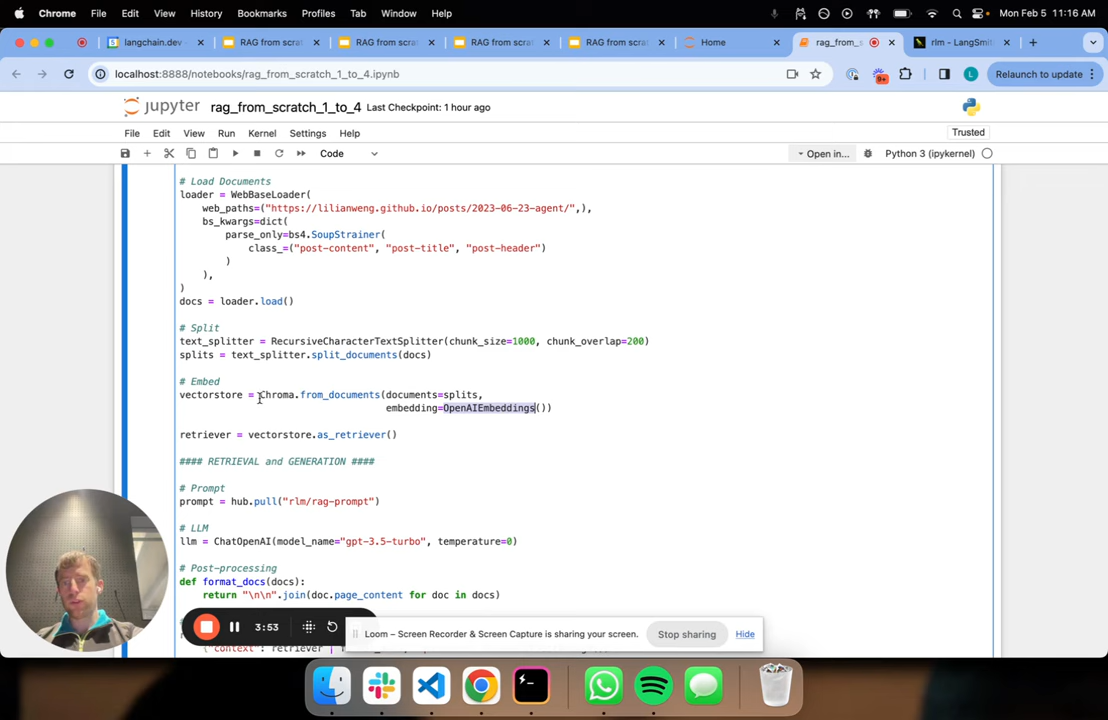 Chrome File Edit View History Bookmarks Profiles Tab Window Help Mon Feb 5 11:16 AM
langchain.dev - RAG from scrat RAG from scra RAG from scra RAG from scra Home rag_from_s rlm - LangSmith
localhost:8888/notebooks/rag_from_scratch_1_to_4.ipynb 9+ L Relaunch to update
jupyter rag_from_scratch_1_to_4 Last Checkpoint: 1 hour ago
File Edit View Run Kernel Settings Help Trusted
Code Open in... Python 3 (ipykernel)
# Load Documents
loader = WebBaseLoader(
web_paths=("https://lilianweng.github.io/posts/2023-06-23-agent/",),
bs_kwargs=dict(
parse_only=bs4.SoupStrainer(
class_=("post-content", "post-title", "post-header")
)
),
)
docs = loader.load()
# Split
text_splitter = RecursiveCharacterTextSplitter(chunk_size=1000, chunk_overlap=200)
splits = text_splitter.split_documents(docs)
# Embed
vectorstore = Chroma.from_documents(documents=splits,
embedding=OpenAIEmbeddings())
retriever = vectorstore.as_retriever()
#### RETRIEVAL and GENERATION ####
# Prompt
prompt = hub.pull("rlm/rag-prompt")
# LLM
llm = ChatOpenAI(model_name="gpt-3.5-turbo", temperature=0)
# Post-processing
def format_docs(docs):
return "\n\n".join(doc.page_content for doc in docs)
3:53
Loom – Screen Recorder & Screen Capture is sharing your screen. Stop sharing Hide
{"context": retriever |